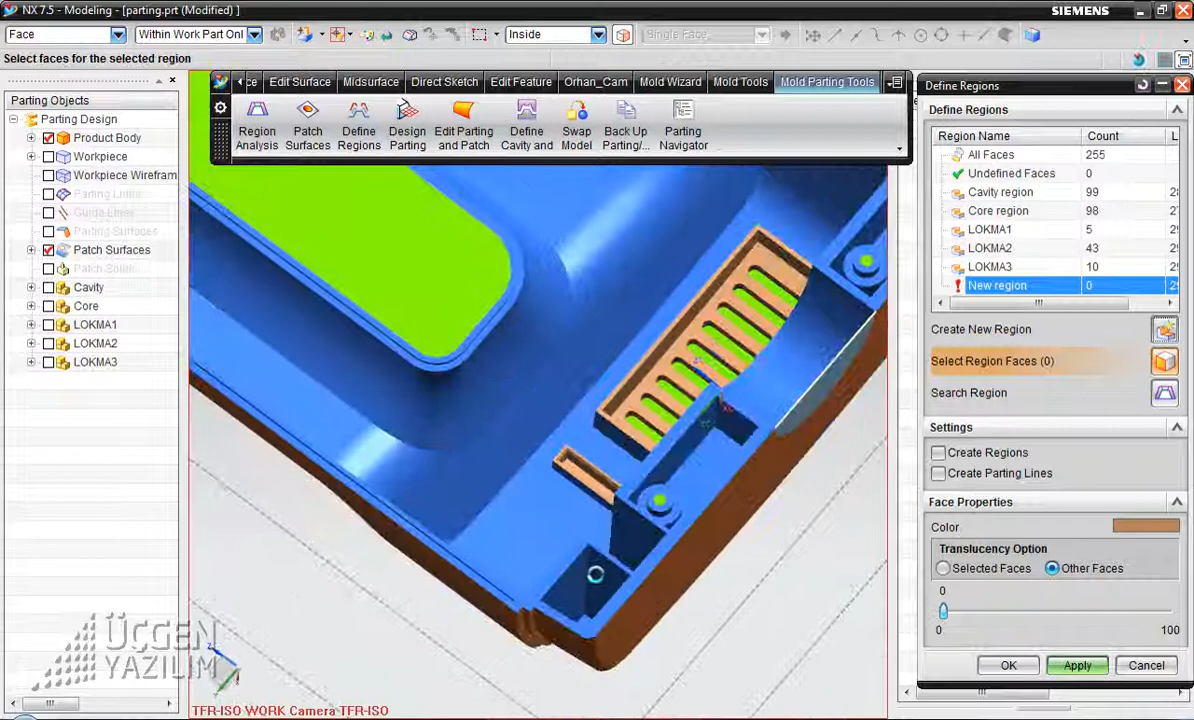 NX 7.5 - Modeling - [parting.prt (Modified) ]
SIEMENS
Face
Within Work Part Onl
Inside
Single Face
Select faces for the selected region
Parting Objects
Parting Design
Product Body
Workpiece
Workpiece Wirefram
Parting Lines
Guide Lines
Parting Surfaces
Patch Surfaces
Patch Solids
Cavity
Core
LOKMA1
LOKMA2
LOKMA3
ce
Edit Surface
Midsurface
Direct Sketch
Edit Feature
Orhan_Cam
Mold Wizard
Mold Tools
Mold Parting Tools
Region Analysis
Patch Surfaces
Define Regions
Design Parting
Edit Parting and Patch
Define Cavity and
Swap Model
Back Up Parting/...
Parting Navigator
Define Regions
Define Regions
Region Name Count L
All Faces 255
Undefined Faces 0
Cavity region 99 2
Core region 98 2
LOKMA1 5 2
LOKMA2 43 2
LOKMA3 10 2
New region 0 2
Create New Region
Select Region Faces (0)
Search Region
Settings
Create Regions
Create Parting Lines
Face Properties
Color
Translucency Option
Selected Faces
Other Faces
0
0 100
OK
Apply
Cancel
ÜÇGEN
YAZILIM
TFR-ISO WORK Camera TFR-ISO